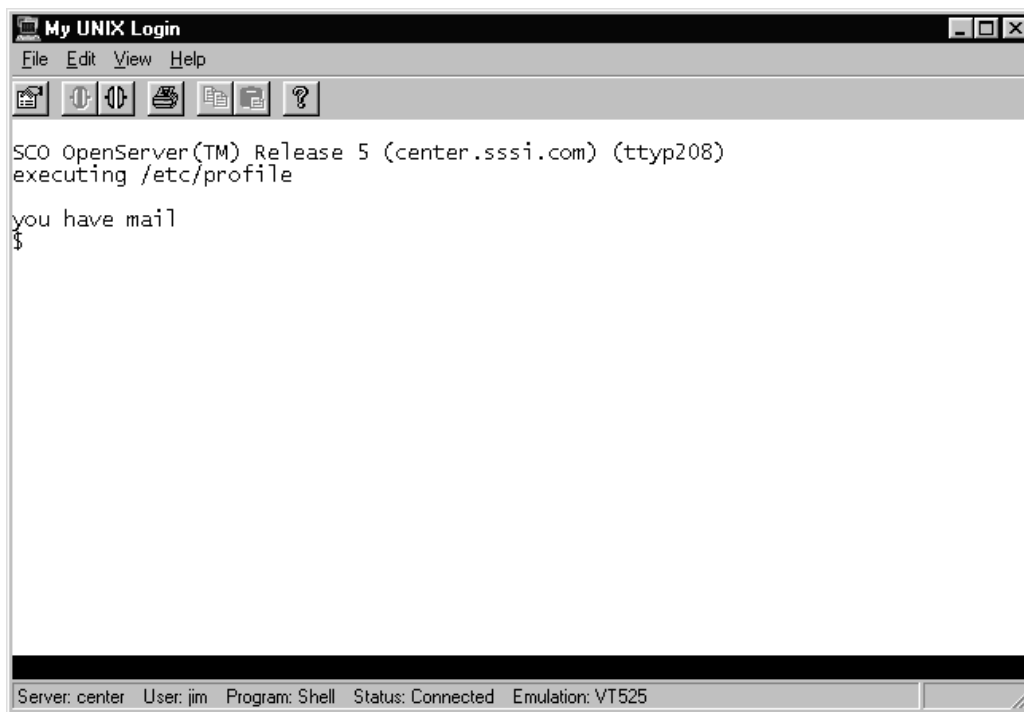 My UNIX Login
File Edit View Help
SCO OpenServer(TM) Release 5 (center.sssi.com) (ttyp208)
executing /etc/profile
you have mail
$
Server: center User: jim Program: Shell Status: Connected Emulation: VT525